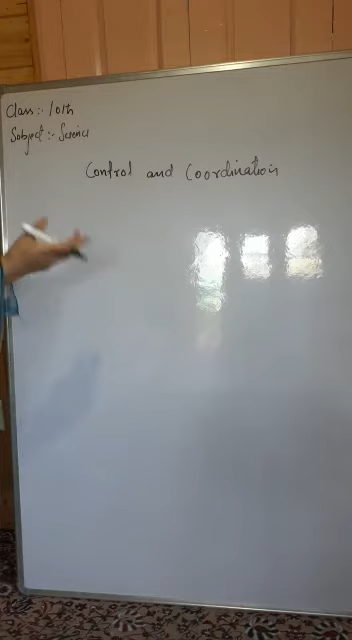 Class :- 10th
Subject :- Science
Control and Coordination